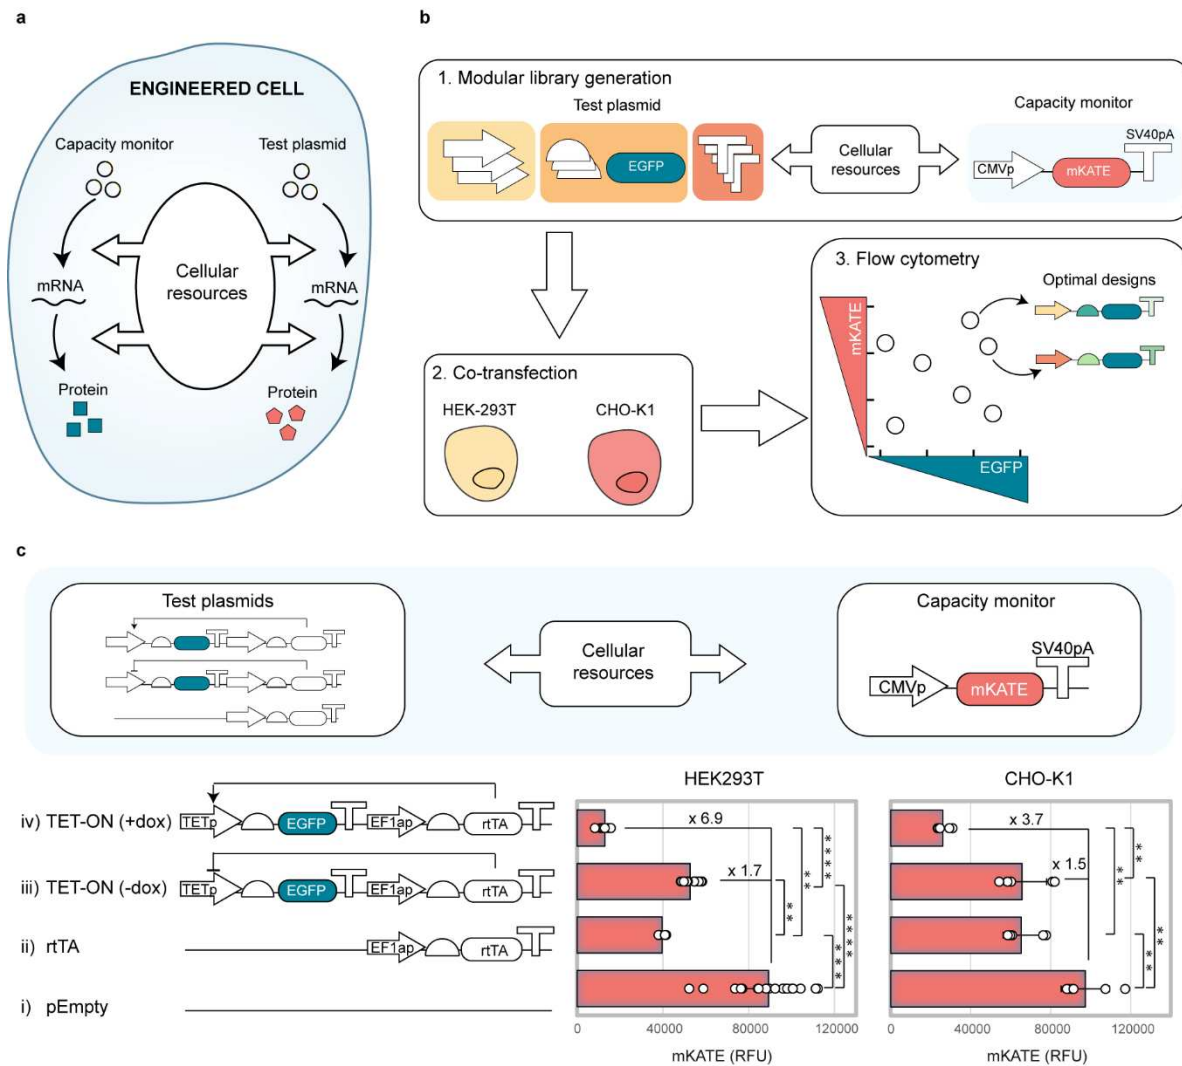 a
ENGINEERED CELL
Capacity monitor
Test plasmid
Cellular
resources
mRNA
mRNA
Protein
Protein
b
1. Modular library generation
Test plasmid
EGFP
Cellular
resources
Capacity monitor
SV40pA
CMVp
mKATE
2. Co-transfection
HEK-293T
CHO-K1
3. Flow cytometry
Optimal designs
mKATE
EGFP
c
Test plasmids
Cellular
resources
Capacity monitor
SV40pA
CMVp
mKATE
HEK293T
CHO-K1
iv) TET-ON (+dox)
TETp
EGFP
EF1ap
rtTA
iii) TET-ON (-dox)
TETp
EGFP
EF1ap
rtTA
ii) rtTA
EF1ap
rtTA
i) pEmpty
x 6.9
x 1.7
****
**
**
****
****
0
40000
80000
120000
mKATE (RFU)
x 3.7
x 1.5
**
**
**
**
0
40000
80000
120000
mKATE (RFU)